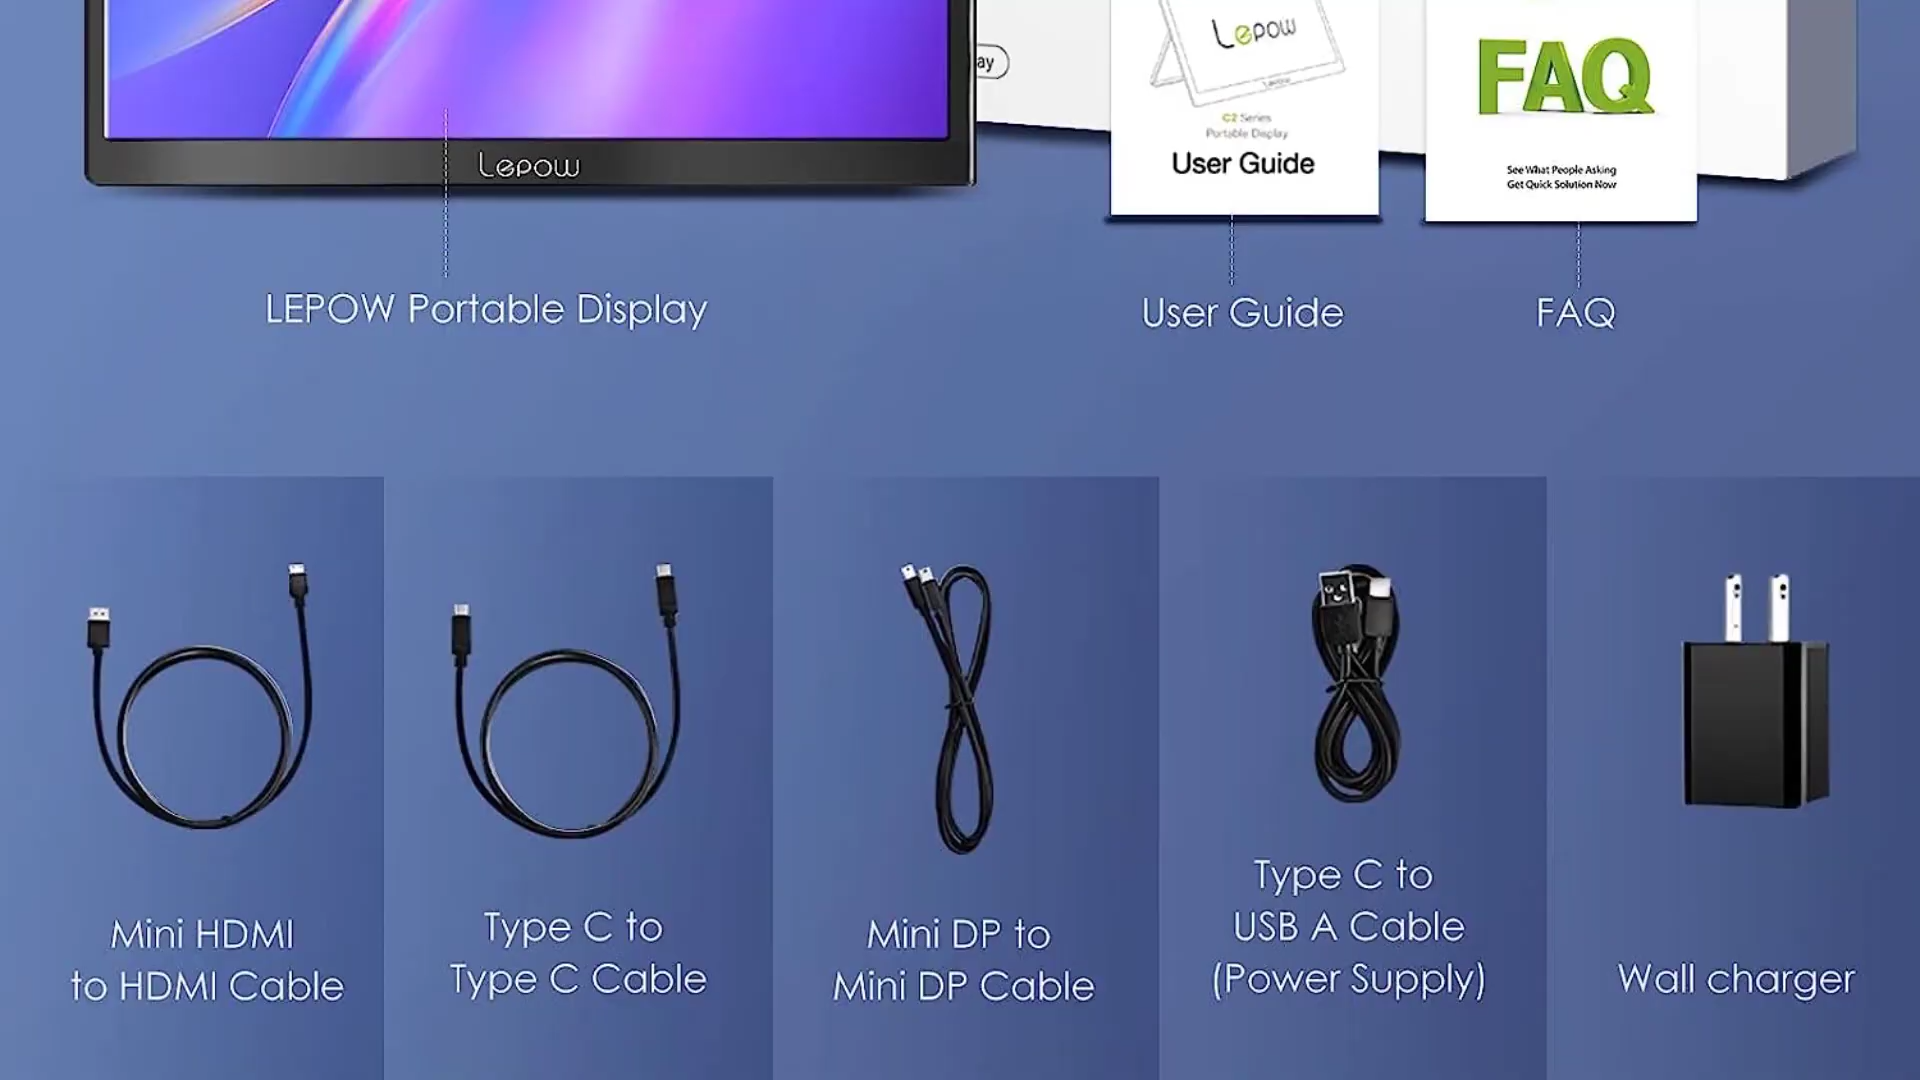 Lepow
ay
Lepow
Lepow
C2 Series
Portable Display
User Guide
FAQ
See What People Asking
Get Quick Solution Now
LEPOW Portable Display
User Guide
FAQ
Mini HDMI
to HDMI Cable
Type C to
Type C Cable
Mini DP to
Mini DP Cable
Type C to
USB A Cable
(Power Supply)
Wall charger